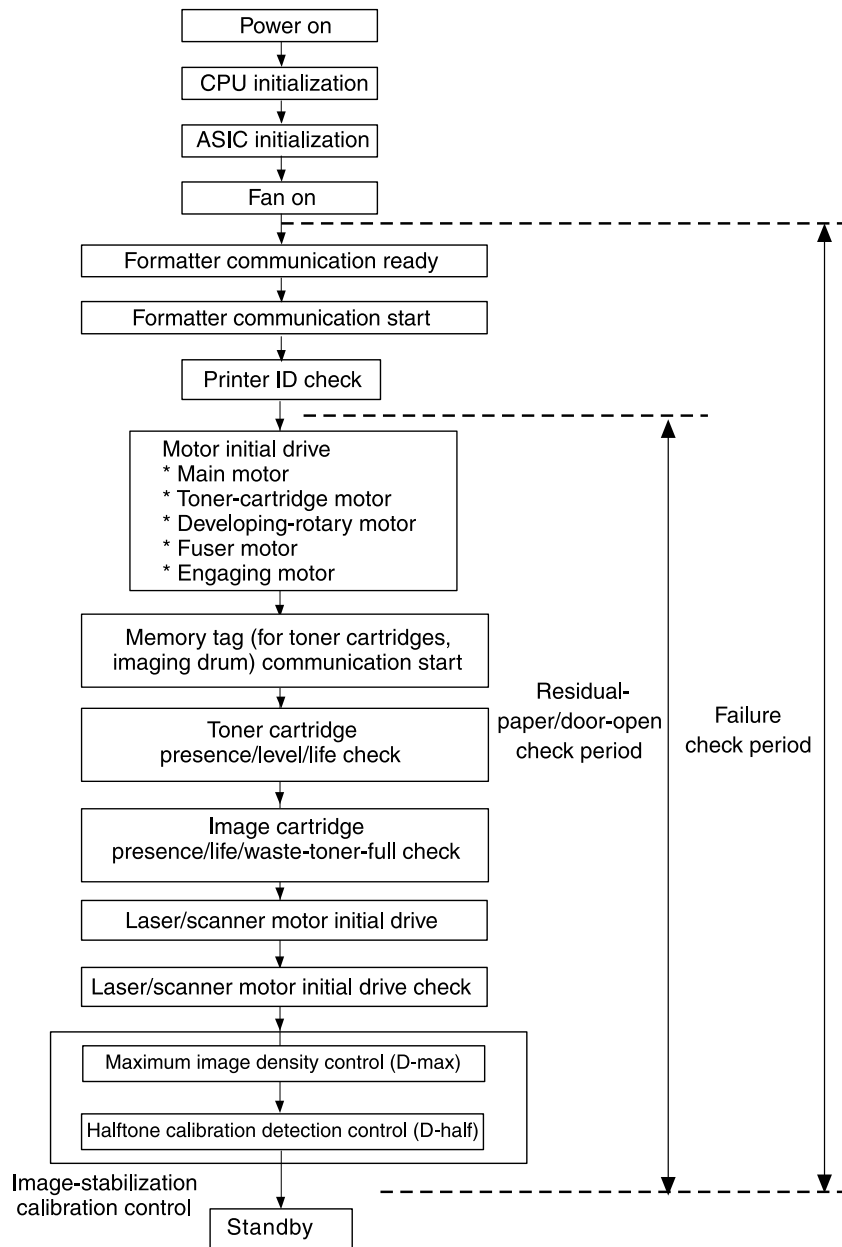 Power on
CPU initialization
ASIC initialization
Fan on
Formatter communication ready
Formatter communication start
Printer ID check
Motor initial drive
* Main motor
* Toner-cartridge motor
* Developing-rotary motor
* Fuser motor
* Engaging motor
Memory tag (for toner cartridges,
imaging drum) communication start
Toner cartridge
presence/level/life check
Image cartridge
presence/life/waste-toner-full check
Laser/scanner motor initial drive
Laser/scanner motor initial drive check
Maximum image density control (D-max)
Halftone calibration detection control (D-half)
Image-stabilization
calibration control
Standby
Residual-
paper/door-open
check period
Failure
check period